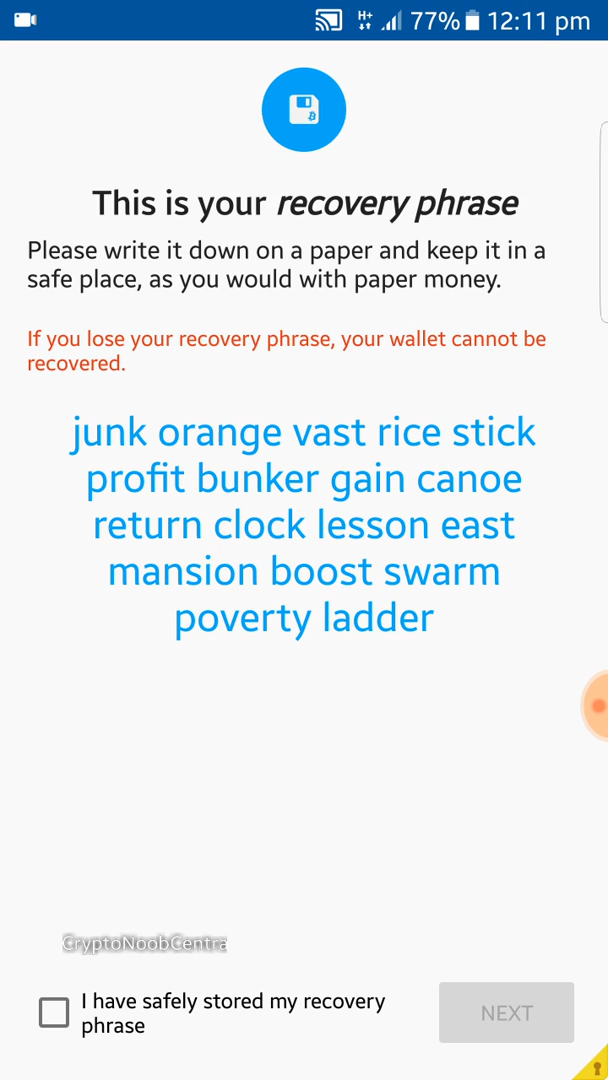 77% 12:11 pm
This is your recovery phrase
Please write it down on a paper and keep it in a
safe place, as you would with paper money.
If you lose your recovery phrase, your wallet cannot be
recovered.
junk orange vast rice stick
profit bunker gain canoe
return clock lesson east
mansion boost swarm
poverty ladder
CryptoNoobCentra
I have safely stored my recovery
phrase
NEXT